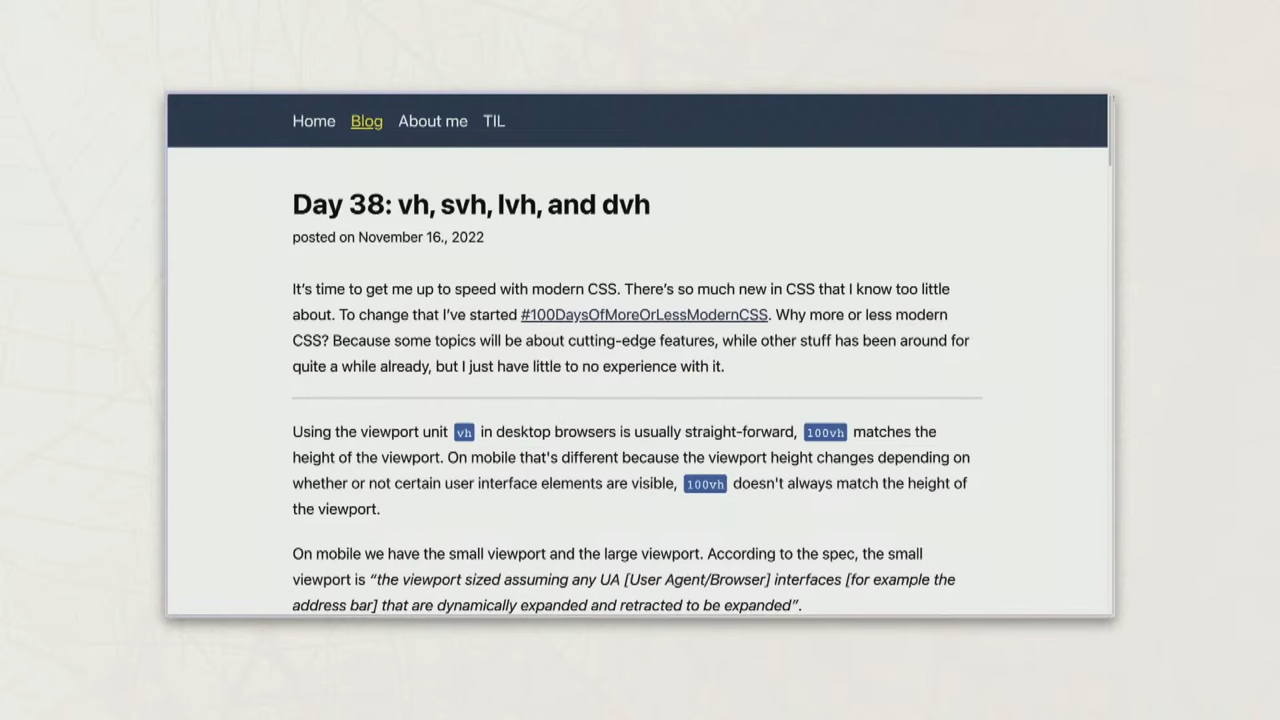 Home Blog About me TIL
Day 38: vh, svh, lvh, and dvh
posted on November 16., 2022
It’s time to get me up to speed with modern CSS. There’s so much new in CSS that I know too little
about. To change that I’ve started #100DaysOfMoreOrLessModernCSS. Why more or less modern
CSS? Because some topics will be about cutting-edge features, while other stuff has been around for
quite a while already, but I just have little to no experience with it.
Using the viewport unit vh in desktop browsers is usually straight-forward, 100vh matches the
height of the viewport. On mobile that's different because the viewport height changes depending on
whether or not certain user interface elements are visible, 100vh doesn't always match the height of
the viewport.
On mobile we have the small viewport and the large viewport. According to the spec, the small
viewport is “the viewport sized assuming any UA [User Agent/Browser] interfaces [for example the
address bar] that are dynamically expanded and retracted to be expanded”.